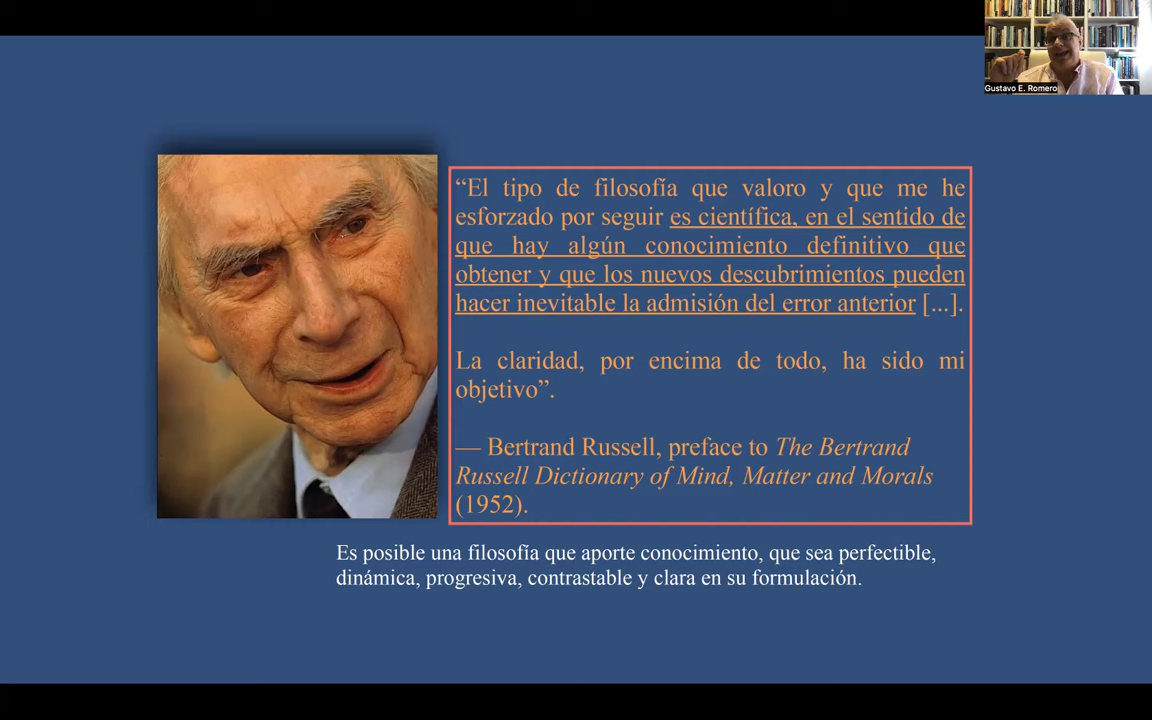 Gustavo E. Romero
“El tipo de filosofía que valoro y que me he
esforzado por seguir es científica, en el sentido de
que hay algún conocimiento definitivo que
obtener y que los nuevos descubrimientos pueden
hacer inevitable la admisión del error anterior [...].
La claridad, por encima de todo, ha sido mi
objetivo”.
— Bertrand Russell, preface to The Bertrand
Russell Dictionary of Mind, Matter and Morals
(1952).
Es posible una filosofía que aporte conocimiento, que sea perfectible,
dinámica, progresiva, contrastable y clara en su formulación.